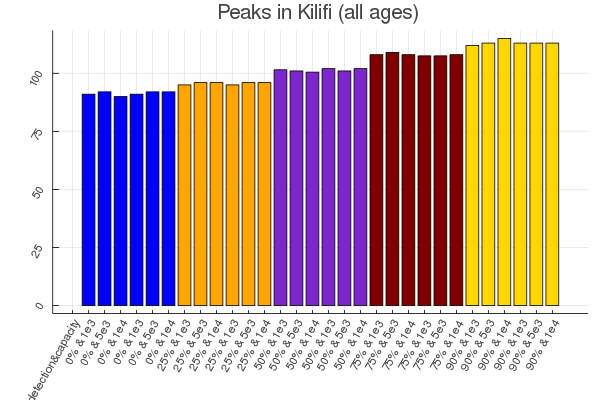 Peaks in Kilifi (all ages)
100
75
50
25
0
detection&capacity
0% & 1e3
0% & 5e3
0% & 1e4
0% & 1e3
0% & 5e3
0% & 1e4
25% & 1e3
25% & 5e3
25% & 1e4
25% & 1e3
25% & 5e3
25% & 1e4
50% & 1e3
50% & 5e3
50% & 1e4
50% & 1e3
50% & 5e3
50% & 1e4
75% & 1e3
75% & 5e3
75% & 1e4
75% & 1e3
75% & 5e3
75% & 1e4
90% & 1e3
90% & 5e3
90% & 1e4
90% & 1e3
90% & 5e3
90% & 1e4